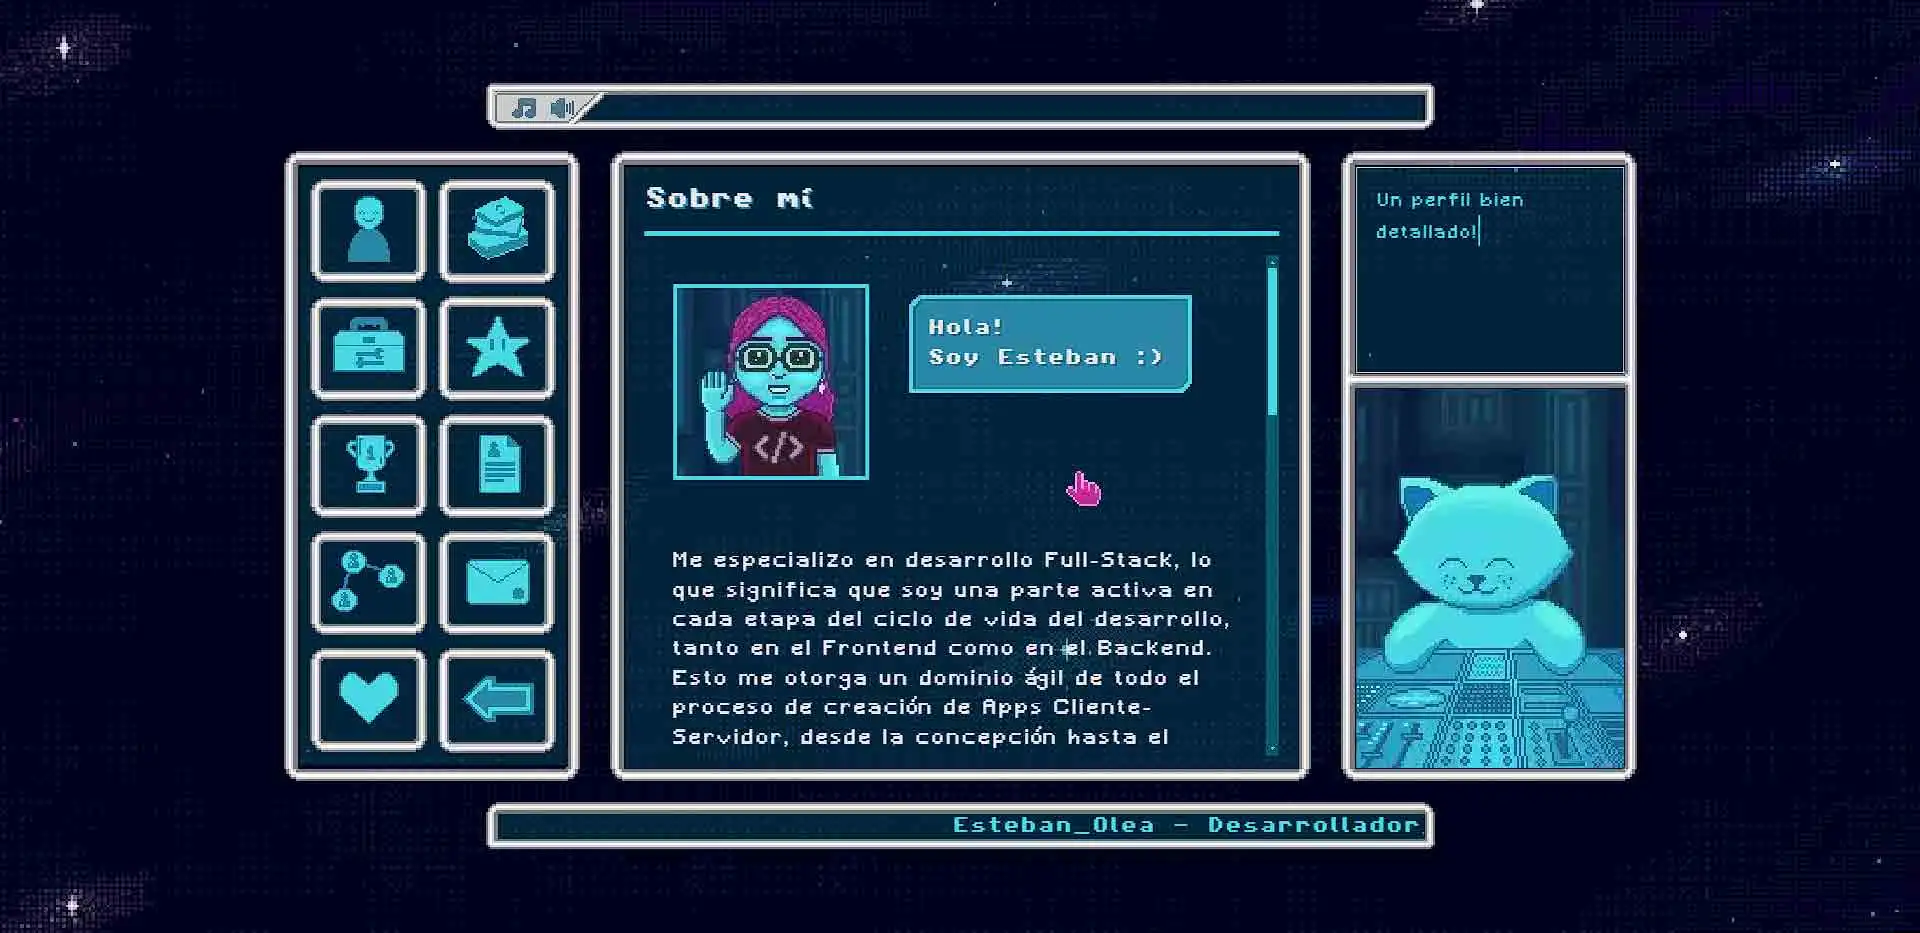 Sobre mí
Hola!
Soy Esteban :)
</>
Me especializo en desarrollo Full-Stack, lo
que significa que soy una parte activa en
cada etapa del ciclo de vida del desarrollo,
tanto en el Frontend como en el Backend.
Esto me otorga un dominio ágil de todo el
proceso de creación de Apps Cliente-
Servidor, desde la concepción hasta el
Un perfil bien
detallado!
1
Esteban_Olea - Desarrollador